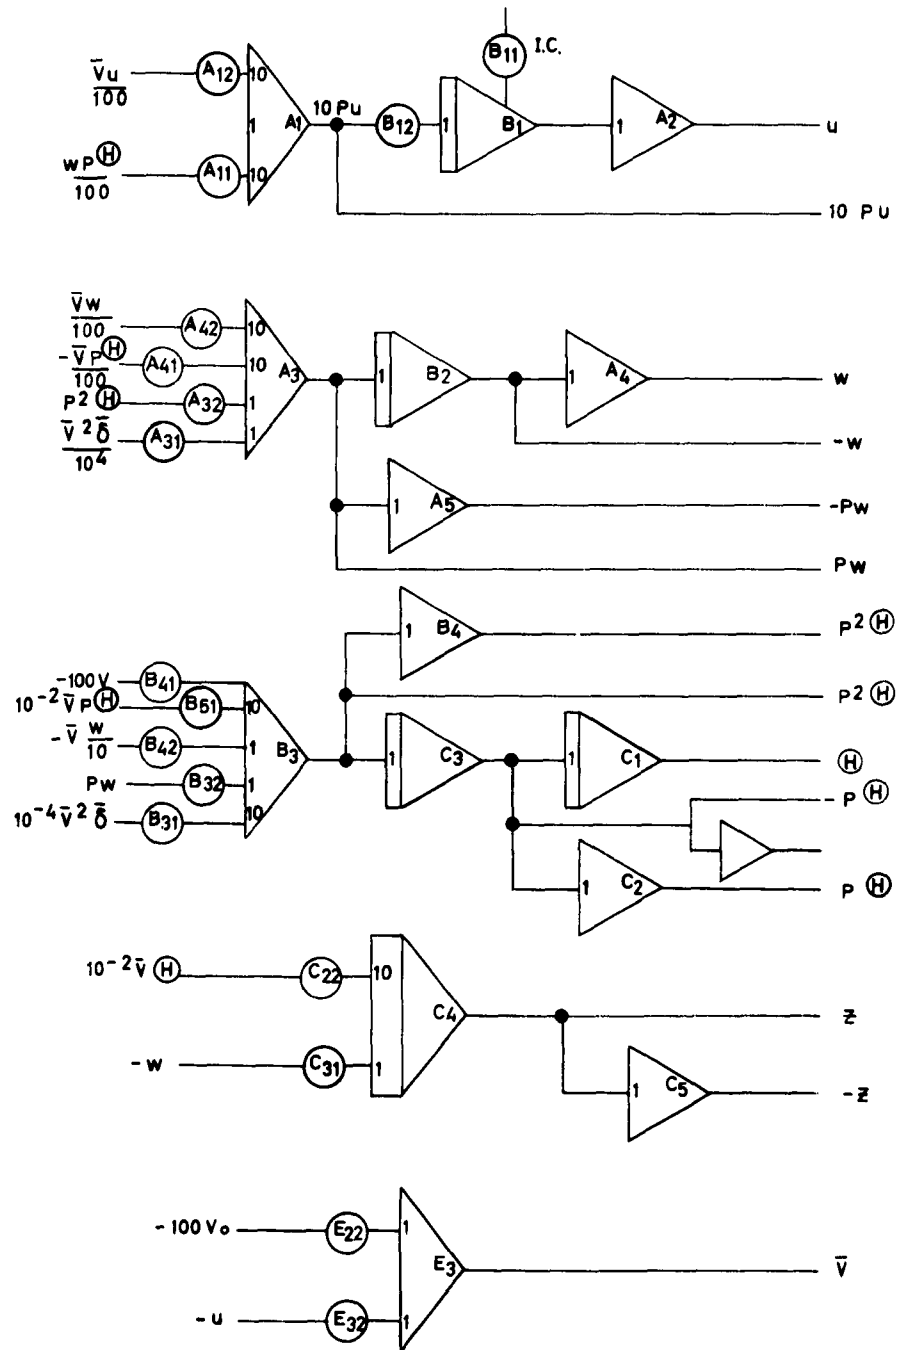 I.C.
B11
V̄u
100
A12
10
10 Pu
1
A1
B12
1
B1
1
A2
u
wPⒽ
100
A11
10
10 Pu
V̄w
100
A42
10
-V̄PⒽ
100
A41
10
A3
1
B2
1
A4
w
P²Ⓗ
A32
1
V̄²δ̄
10⁴
A31
1
-w
1
A5
-Pw
Pw
1
B4
P²Ⓗ
-100V
B41
10⁻²V̄PⒽ
B51
10
P²Ⓗ
-V̄ w
10
B42
1
B3
1
C3
1
C1
Ⓗ
Pw
B32
1
-PⒽ
10⁻⁴V̄²δ̄
B31
10
1
C2
PⒽ
10⁻²V̄Ⓗ
C22
10
C4
z
-w
C31
1
1
C5
-z
-100Vo
E22
1
E3
V̄
-u
E32
1